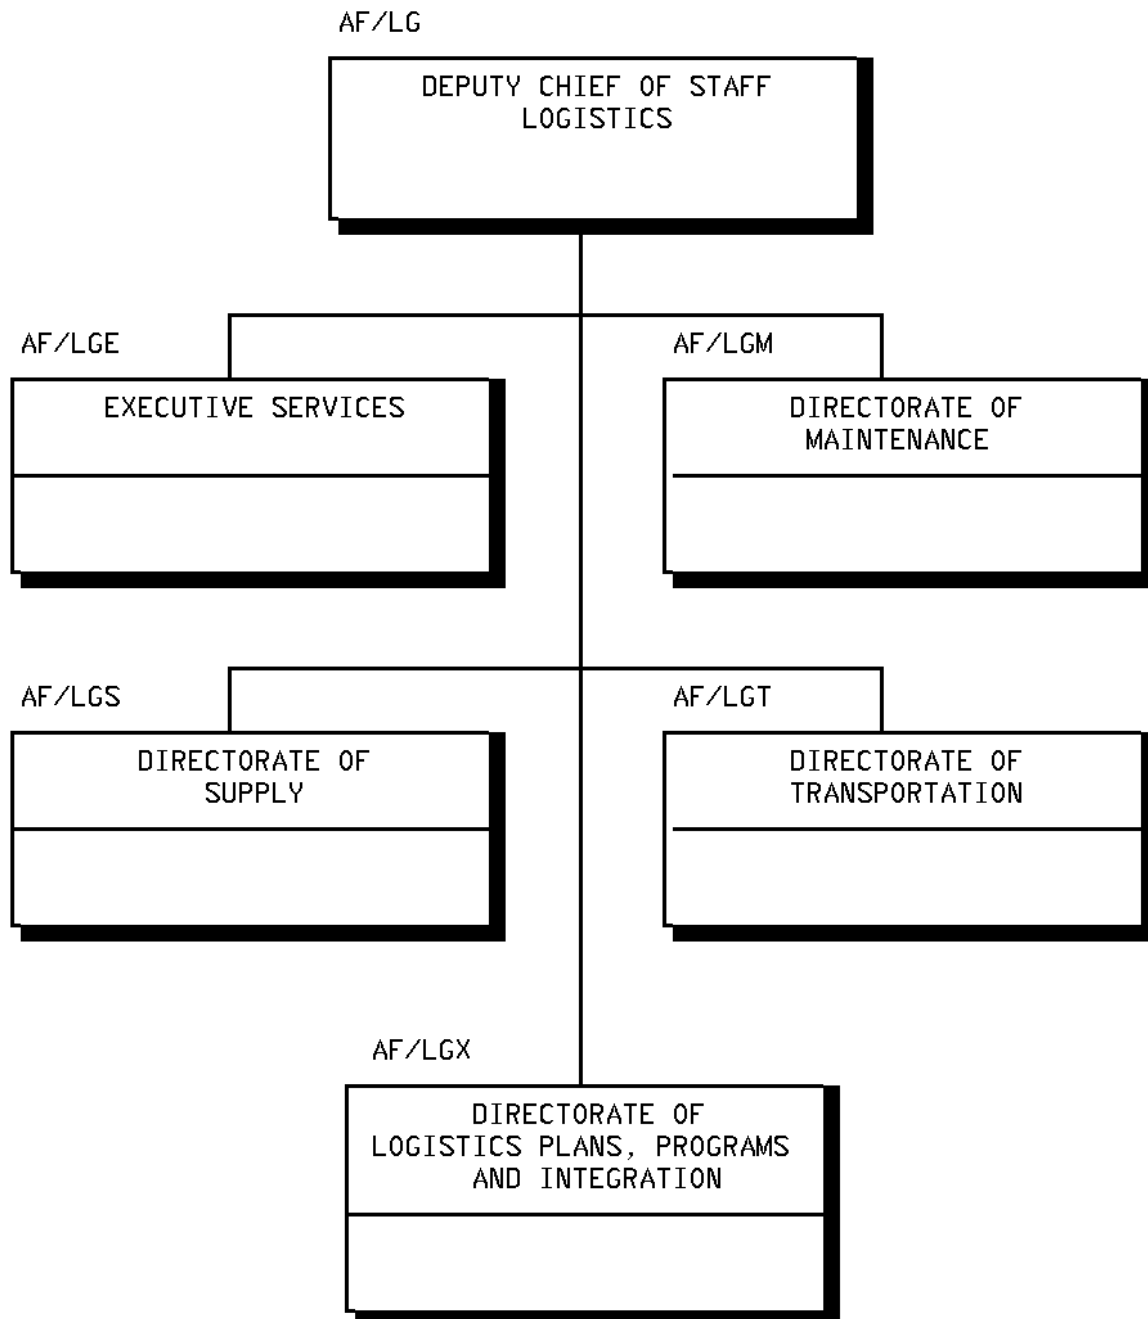 AF/LG
DEPUTY CHIEF OF STAFF
LOGISTICS
AF/LGE
EXECUTIVE SERVICES
AF/LGM
DIRECTORATE OF
MAINTENANCE
AF/LGS
DIRECTORATE OF
SUPPLY
AF/LGT
DIRECTORATE OF
TRANSPORTATION
AF/LGX
DIRECTORATE OF
LOGISTICS PLANS, PROGRAMS
AND INTEGRATION